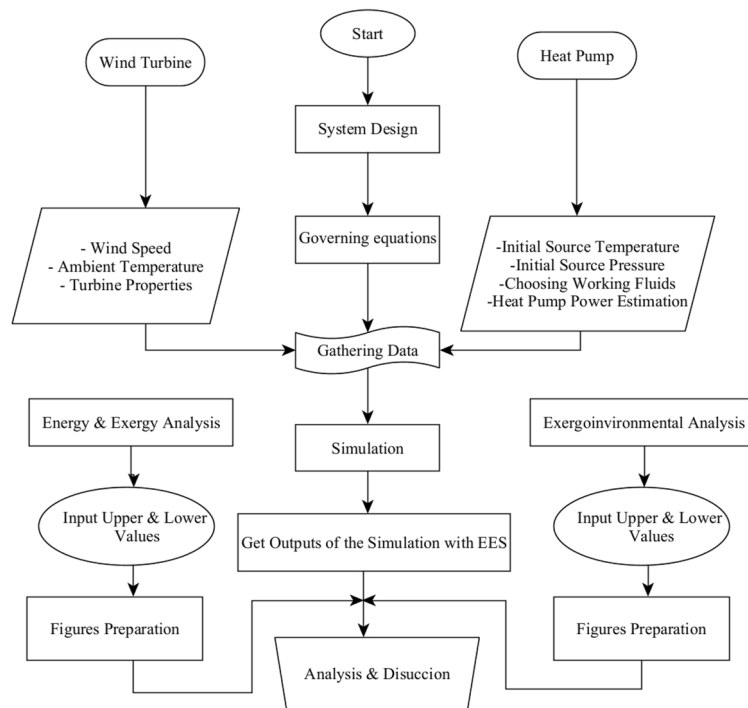 Start
Wind Turbine
Heat Pump
System Design
- Wind Speed
- Ambient Temperature
- Turbine Properties
Governing equations
-Initial Source Temperature
-Initial Source Pressure
-Choosing Working Fluids
-Heat Pump Power Estimation
Gathering Data
Energy & Exergy Analysis
Simulation
Exergoinvironmental Analysis
Input Upper & Lower
Values
Get Outputs of the Simulation with EES
Input Upper & Lower
Values
Figures Preparation
Figures Preparation
Analysis & Disuccion